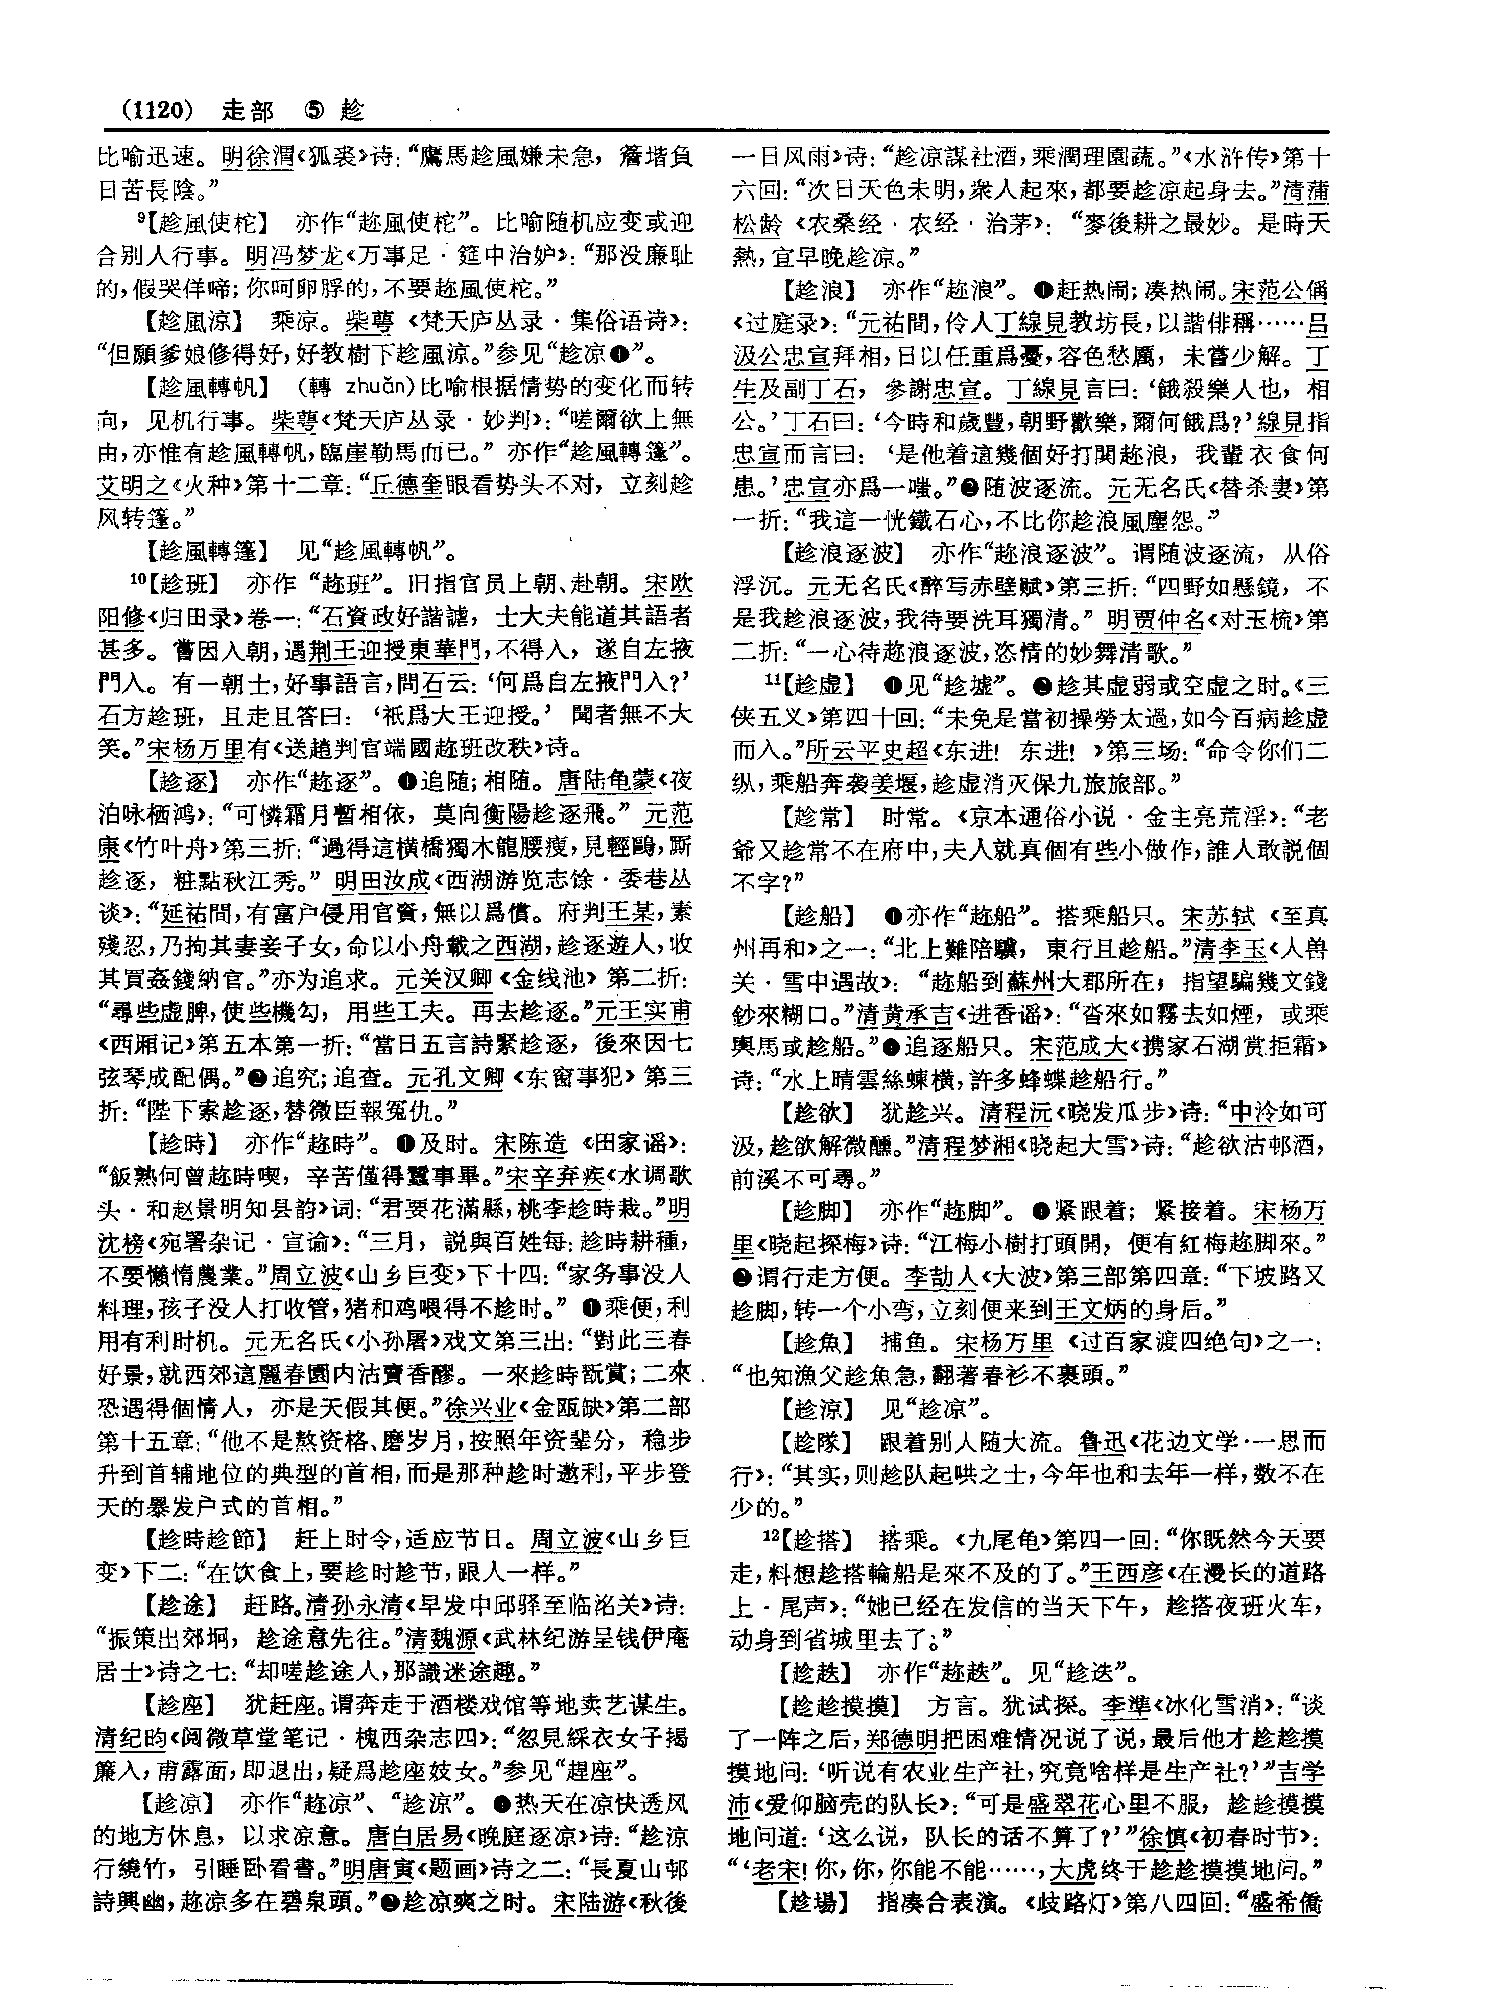 (1120) 走部 ⑤ 趁
比喻迅速。明徐渭《狐裘》诗：“鷹馬趁風嫌未急，簷堦負
日苦長陰。”
⁹【趁風使柁】 亦作“趂風使柁”。比喻随机应变或迎
合别人行事。明冯梦龙《万事足·筵中治妒》：“那没廉耻
的，假哭佯啼；你呵卵脬的，不要趂風使柁。”
【趁風涼】 乘凉。柴萼《梵天庐丛录·集俗语诗》：
“但願爹娘修得好，好教樹下趁風涼。”参见“趁凉❶”。
【趁風轉帆】 (轉 zhuǎn)比喻根据情势的变化而转
向，见机行事。柴萼《梵天庐丛录·妙判》：“嗟爾欲上無
由，亦惟有趁風轉帆，臨崖勒馬而已。”亦作“趁風轉篷”。
艾明之《火种》第十二章：“丘德奎眼看势头不对，立刻趁
风转篷。”
【趁風轉篷】 见“趁風轉帆”。
¹⁰【趁班】 亦作“趂班”。旧指官员上朝、赴朝。宋欧
阳修《归田录》卷一：“石資政好諧謔，士大夫能道其語者
甚多。嘗因入朝，遇荆王迎授東華門，不得入，遂自左掖
門入。有一朝士，好事語言，問石云：‘何爲自左掖門入？’
石方趁班，且走且答曰：‘祇爲大王迎授。’聞者無不大
笑。”宋杨万里有《送趙判官端國趂班改秩》诗。
【趁逐】 亦作“趂逐”。❶追随；相随。唐陆龟蒙《夜
泊咏栖鸿》：“可憐霜月暫相依，莫向衡陽趁逐飛。”元范
康《竹叶舟》第三折：“過得這横橋獨木龍腰瘦，見輕鷗，厮
趁逐，粧點秋江秀。”明田汝成《西湖游览志馀·委巷丛
谈》：“延祐間，有富户侵用官資，無以爲償。府判王某，素
殘忍，乃拘其妻妾子女，命以小舟載之西湖，趁逐遊人，收
其買姦錢納官。”亦为追求。元关汉卿《金线池》第二折：
“尋些虚脾，使些機勾，用些工夫。再去趁逐。”元王实甫
《西厢记》第五本第一折：“當日五言詩緊趁逐，後來因七
弦琴成配偶。”❷追究；追查。元孔文卿《东窗事犯》第三
折：“陛下索趁逐，替微臣報冤仇。”
【趁時】 亦作“趂時”。❶及时。宋陈造《田家谣》：
“飯熟何曾趂時喫，辛苦僅得蠶事畢。”宋辛弃疾《水调歌
头·和赵景明知县韵》词：“君要花滿縣，桃李趁時栽。”明
沈榜《宛署杂记·宣谕》：“三月，説與百姓每：趁時耕種，
不要懶惰農業。”周立波《山乡巨变》下十四：“家务事没人
料理，孩子没人打收管，猪和鸡喂得不趁时。”❶乘便，利
用有利时机。元无名氏《小孙屠》戏文第三出：“對此三春
好景，就西郊這麗春園内沽賣香醪。一來趁時翫賞；二來
恐遇得個情人，亦是天假其便。”徐兴业《金瓯缺》第二部
第十五章：“他不是熬资格、磨岁月，按照年资辈分，稳步
升到首辅地位的典型的首相，而是那种趁时邀利，平步登
天的暴发户式的首相。”
【趁時趁節】 赶上时令，适应节日。周立波《山乡巨
变》下二：“在饮食上，要趁时趁节，跟人一样。”
【趁途】 赶路。清孙永清《早发中邱驿至临洺关》诗：
“振策出郊坰，趁途意先往。”清魏源《武林纪游呈钱伊庵
居士》诗之七：“却嗟趁途人，那識迷途趣。”
【趁座】 犹赶座。谓奔走于酒楼戏馆等地卖艺谋生。
清纪昀《阅微草堂笔记·槐西杂志四》：“忽見綵衣女子揭
簾入，甫露面，即退出，疑爲趁座妓女。”参见“趕座”。
【趁凉】 亦作“趂凉”、“趁涼”。❶热天在凉快透风
的地方休息，以求凉意。唐白居易《晚庭逐凉》诗：“趁涼
行繞竹，引睡卧看書。”明唐寅《题画》诗之二：“長夏山邨
詩興幽，趂凉多在碧泉頭。”❷趁凉爽之时。宋陆游《秋後
一日风雨》诗：“趁凉謀社酒，乘潤理園蔬。”《水浒传》第十
六回：“次日天色未明，衆人起來，都要趁凉起身去。”清蒲
松龄《农桑经·农经·治茅》：“麥後耕之最妙。是時天
熱，宜早晚趁凉。”
【趁浪】 亦作“趂浪”。❶赶热闹；凑热闹。宋范公偁
《过庭录》：“元祐間，伶人丁線見教坊長，以諧俳稱……吕
汲公忠宣拜相，日以任重爲憂，容色愁厲，未嘗少解。丁
生及副丁石，參謝忠宣。丁線見言曰：‘餓殺樂人也，相
公。’丁石曰：‘今時和歲豐，朝野歡樂，爾何餓爲？’線見指
忠宣而言曰：‘是他着這幾個好打鬨趂浪，我輩衣食何
患。’忠宣亦爲一嗤。”❷随波逐流。元无名氏《替杀妻》第
一折：“我這一恍鐵石心，不比你趁浪風塵怨。”
【趁浪逐波】 亦作“趂浪逐波”。谓随波逐流，从俗
浮沉。元无名氏《醉写赤壁赋》第三折：“四野如懸鏡，不
是我趁浪逐波，我待要洗耳獨清。”明贾仲名《对玉梳》第
二折：“一心待趂浪逐波，恣情的妙舞清歌。”
¹¹【趁虚】 ❶见“趁墟”。❷趁其虚弱或空虚之时。《三
侠五义》第四十回：“未免是當初操勞太過，如今百病趁虚
而入。”所云平史超《东进！东进！》第三场：“命令你们二
纵，乘船奔袭姜堰，趁虚消灭保九旅旅部。”
【趁常】 时常。《京本通俗小说·金主亮荒淫》：“老
爺又趁常不在府中，夫人就真個有些小做作，誰人敢説個
不字？”
【趁船】 ❶亦作“趂船”。搭乘船只。宋苏轼《至真
州再和》之一：“北上難陪驥，東行且趁船。”清李玉《人兽
关·雪中遇故》：“趂船到蘇州大郡所在，指望騙幾文錢
鈔來糊口。”清黄承吉《进香谣》：“沓來如霧去如煙，或乘
輿馬或趁船。”❷追逐船只。宋范成大《携家石湖赏拒霜》
诗：“水上晴雲絲蝀横，許多蜂蝶趁船行。”
【趁欲】 犹趁兴。清程沅《晓发瓜步》诗：“中泠如可
汲，趁欲解微醺。”清程梦湘《晓起大雪》诗：“趁欲沽邨酒，
前溪不可尋。”
【趁脚】 亦作“趂脚”。❶紧跟着；紧接着。宋杨万
里《晓起探梅》诗：“江梅小樹打頭開，便有紅梅趂脚來。”
❷谓行走方便。李劼人《大波》第三部第四章：“下坡路又
趁脚，转一个小弯，立刻便来到王文炳的身后。”
【趁魚】 捕鱼。宋杨万里《过百家渡四绝句》之一：
“也知漁父趁魚急，翻著春衫不裹頭。”
【趁涼】 见“趁凉”。
【趁隊】 跟着别人随大流。鲁迅《花边文学·一思而
行》：“其实，则趁队起哄之士，今年也和去年一样，数不在
少的。”
¹²【趁搭】 搭乘。《九尾龟》第四一回：“你既然今天要
走，料想趁搭輪船是來不及的了。”王西彦《在漫长的道路
上·尾声》：“她已经在发信的当天下午，趁搭夜班火车，
动身到省城里去了；”
【趁趃】 亦作“趂趃”。见“趁迭”。
【趁趁摸摸】 方言。犹试探。李準《冰化雪消》：“谈
了一阵之后，郑德明把困难情况说了说，最后他才趁趁摸
摸地问：‘听说有农业生产社，究竟啥样是生产社？’”吉学
沛《爱仰脑壳的队长》：“可是盛翠花心里不服，趁趁摸摸
地问道：‘这么说，队长的话不算了？’”徐慎《初春时节》：
“‘老宋！你，你，你能不能……，大虎终于趁趁摸摸地问。”
【趁場】 指凑合表演。《歧路灯》第八四回：“盛希僑